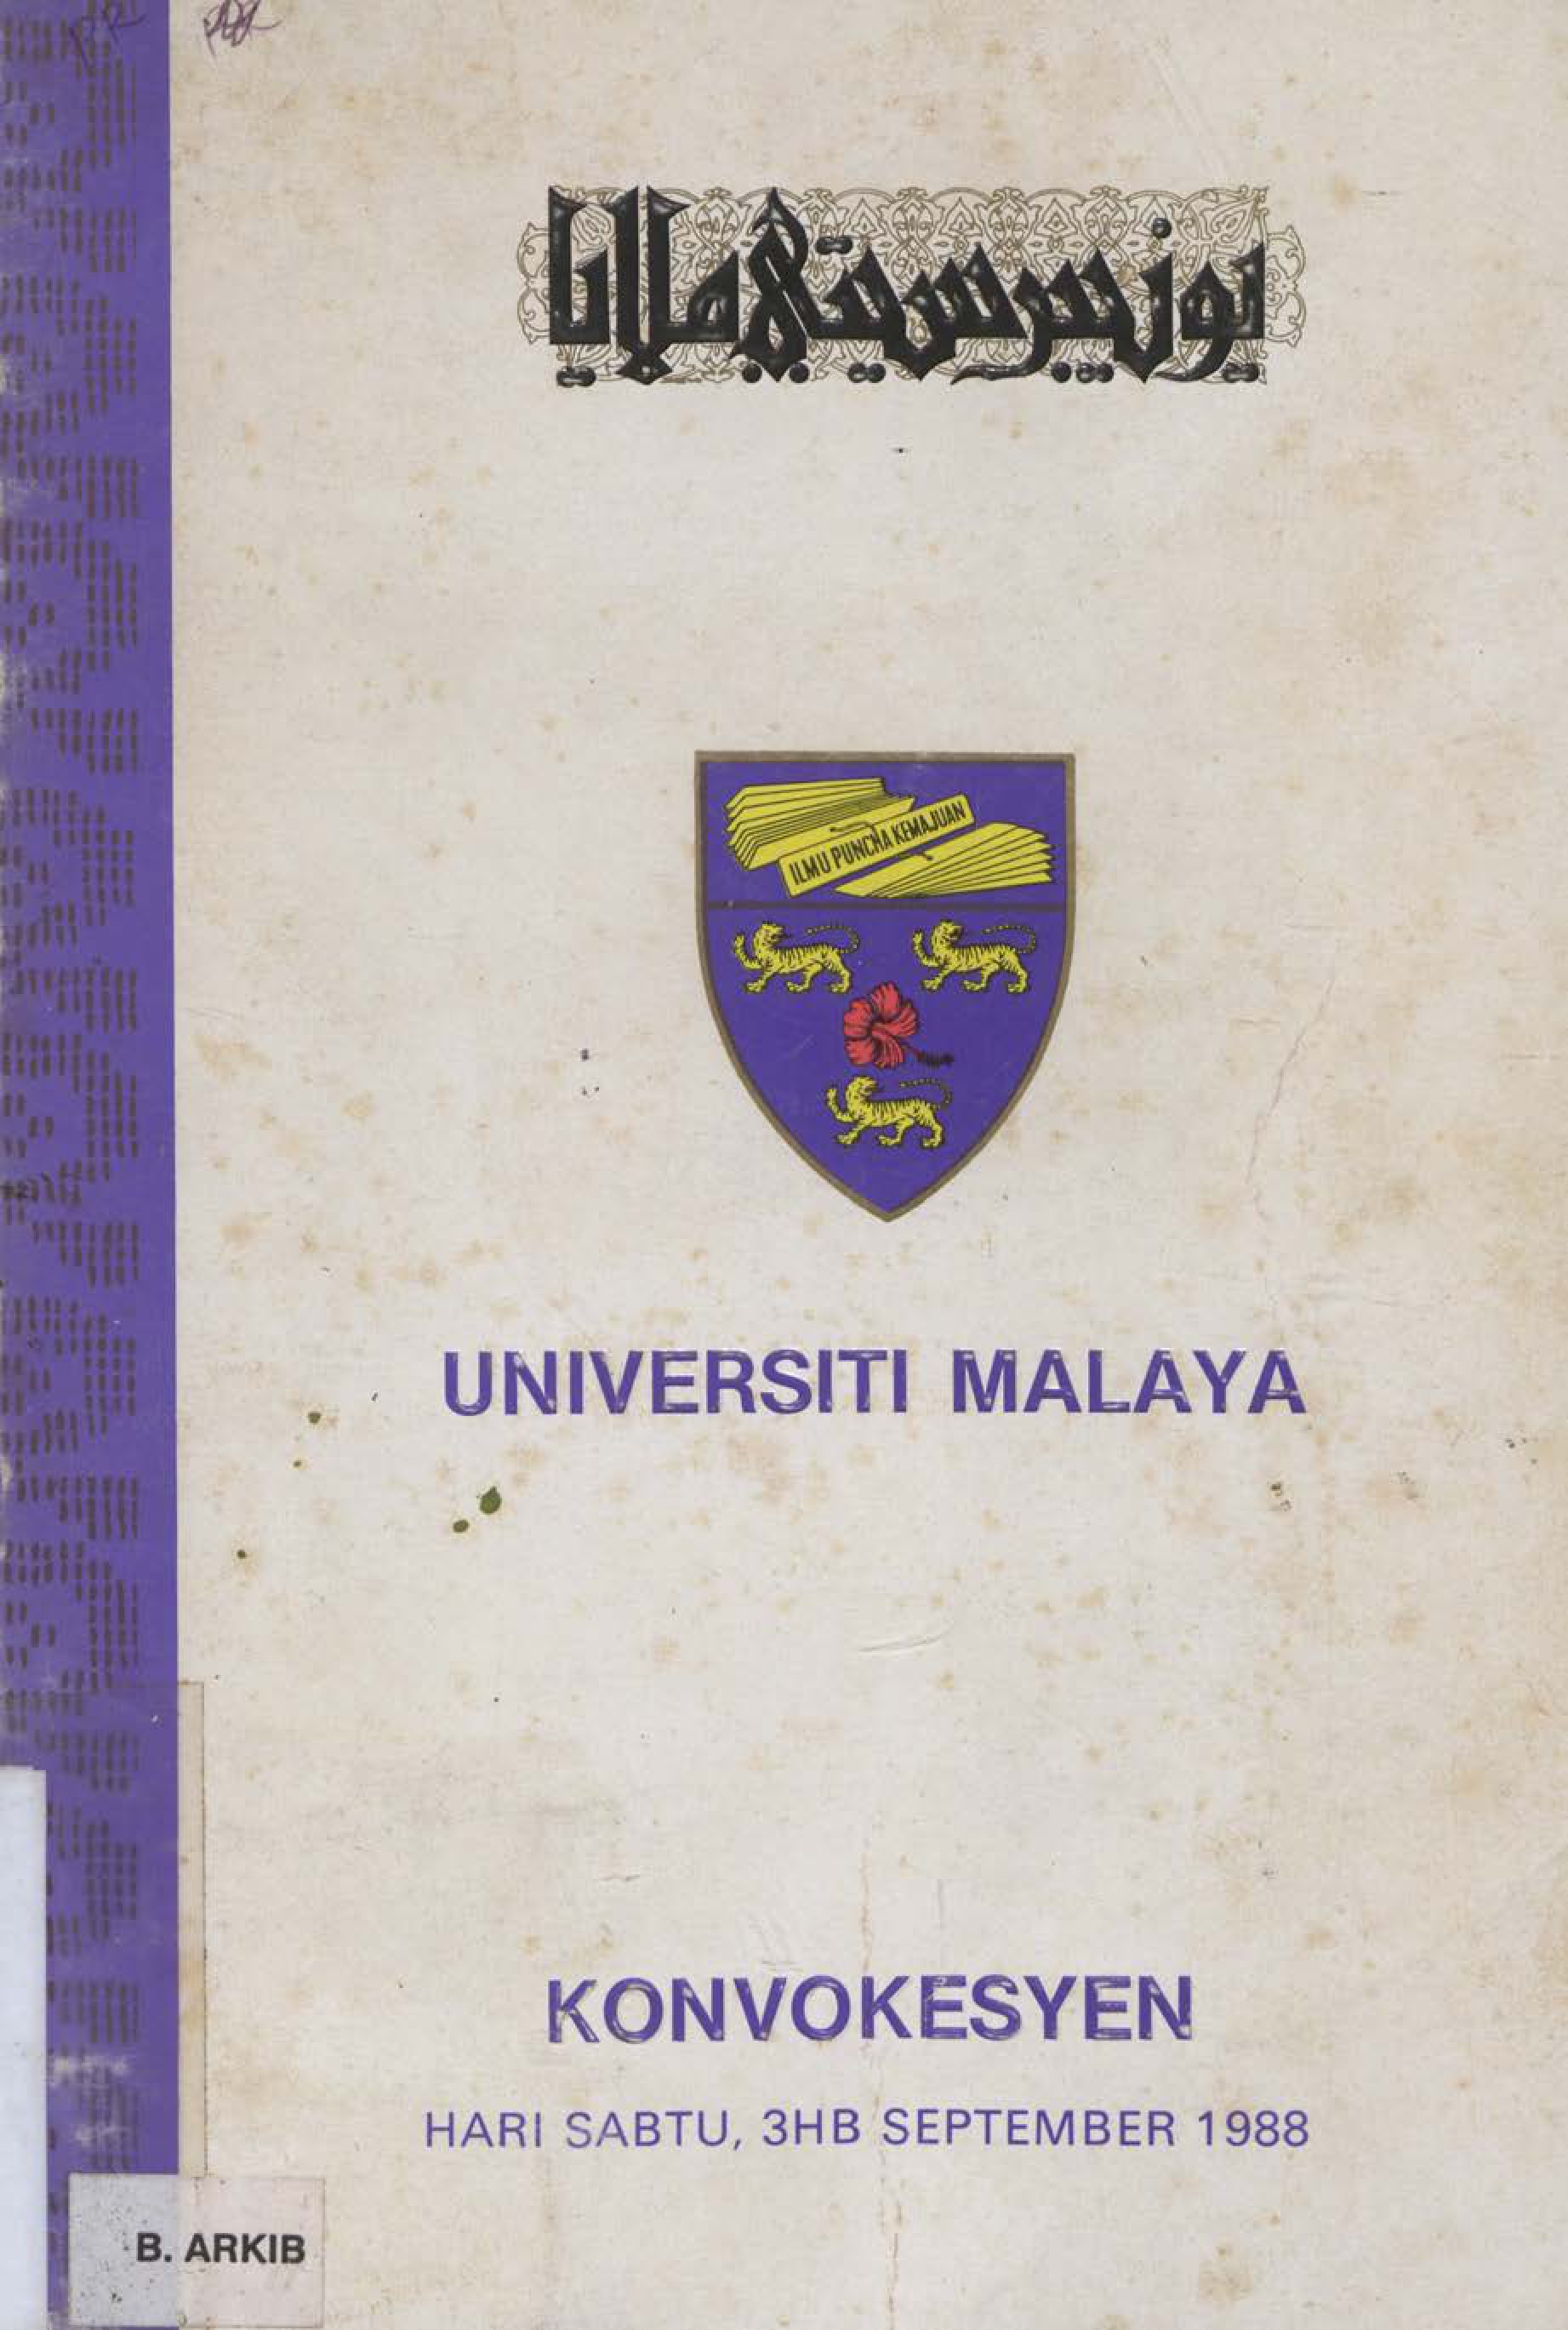 يونيبرسيتي ملايا
ILMU PUNCHA KEMAJUAN
UNIVERSITI MALAYA
KONVOKESYEN
HARI SABTU, 3HB SEPTEMBER 1988
B. ARKIB